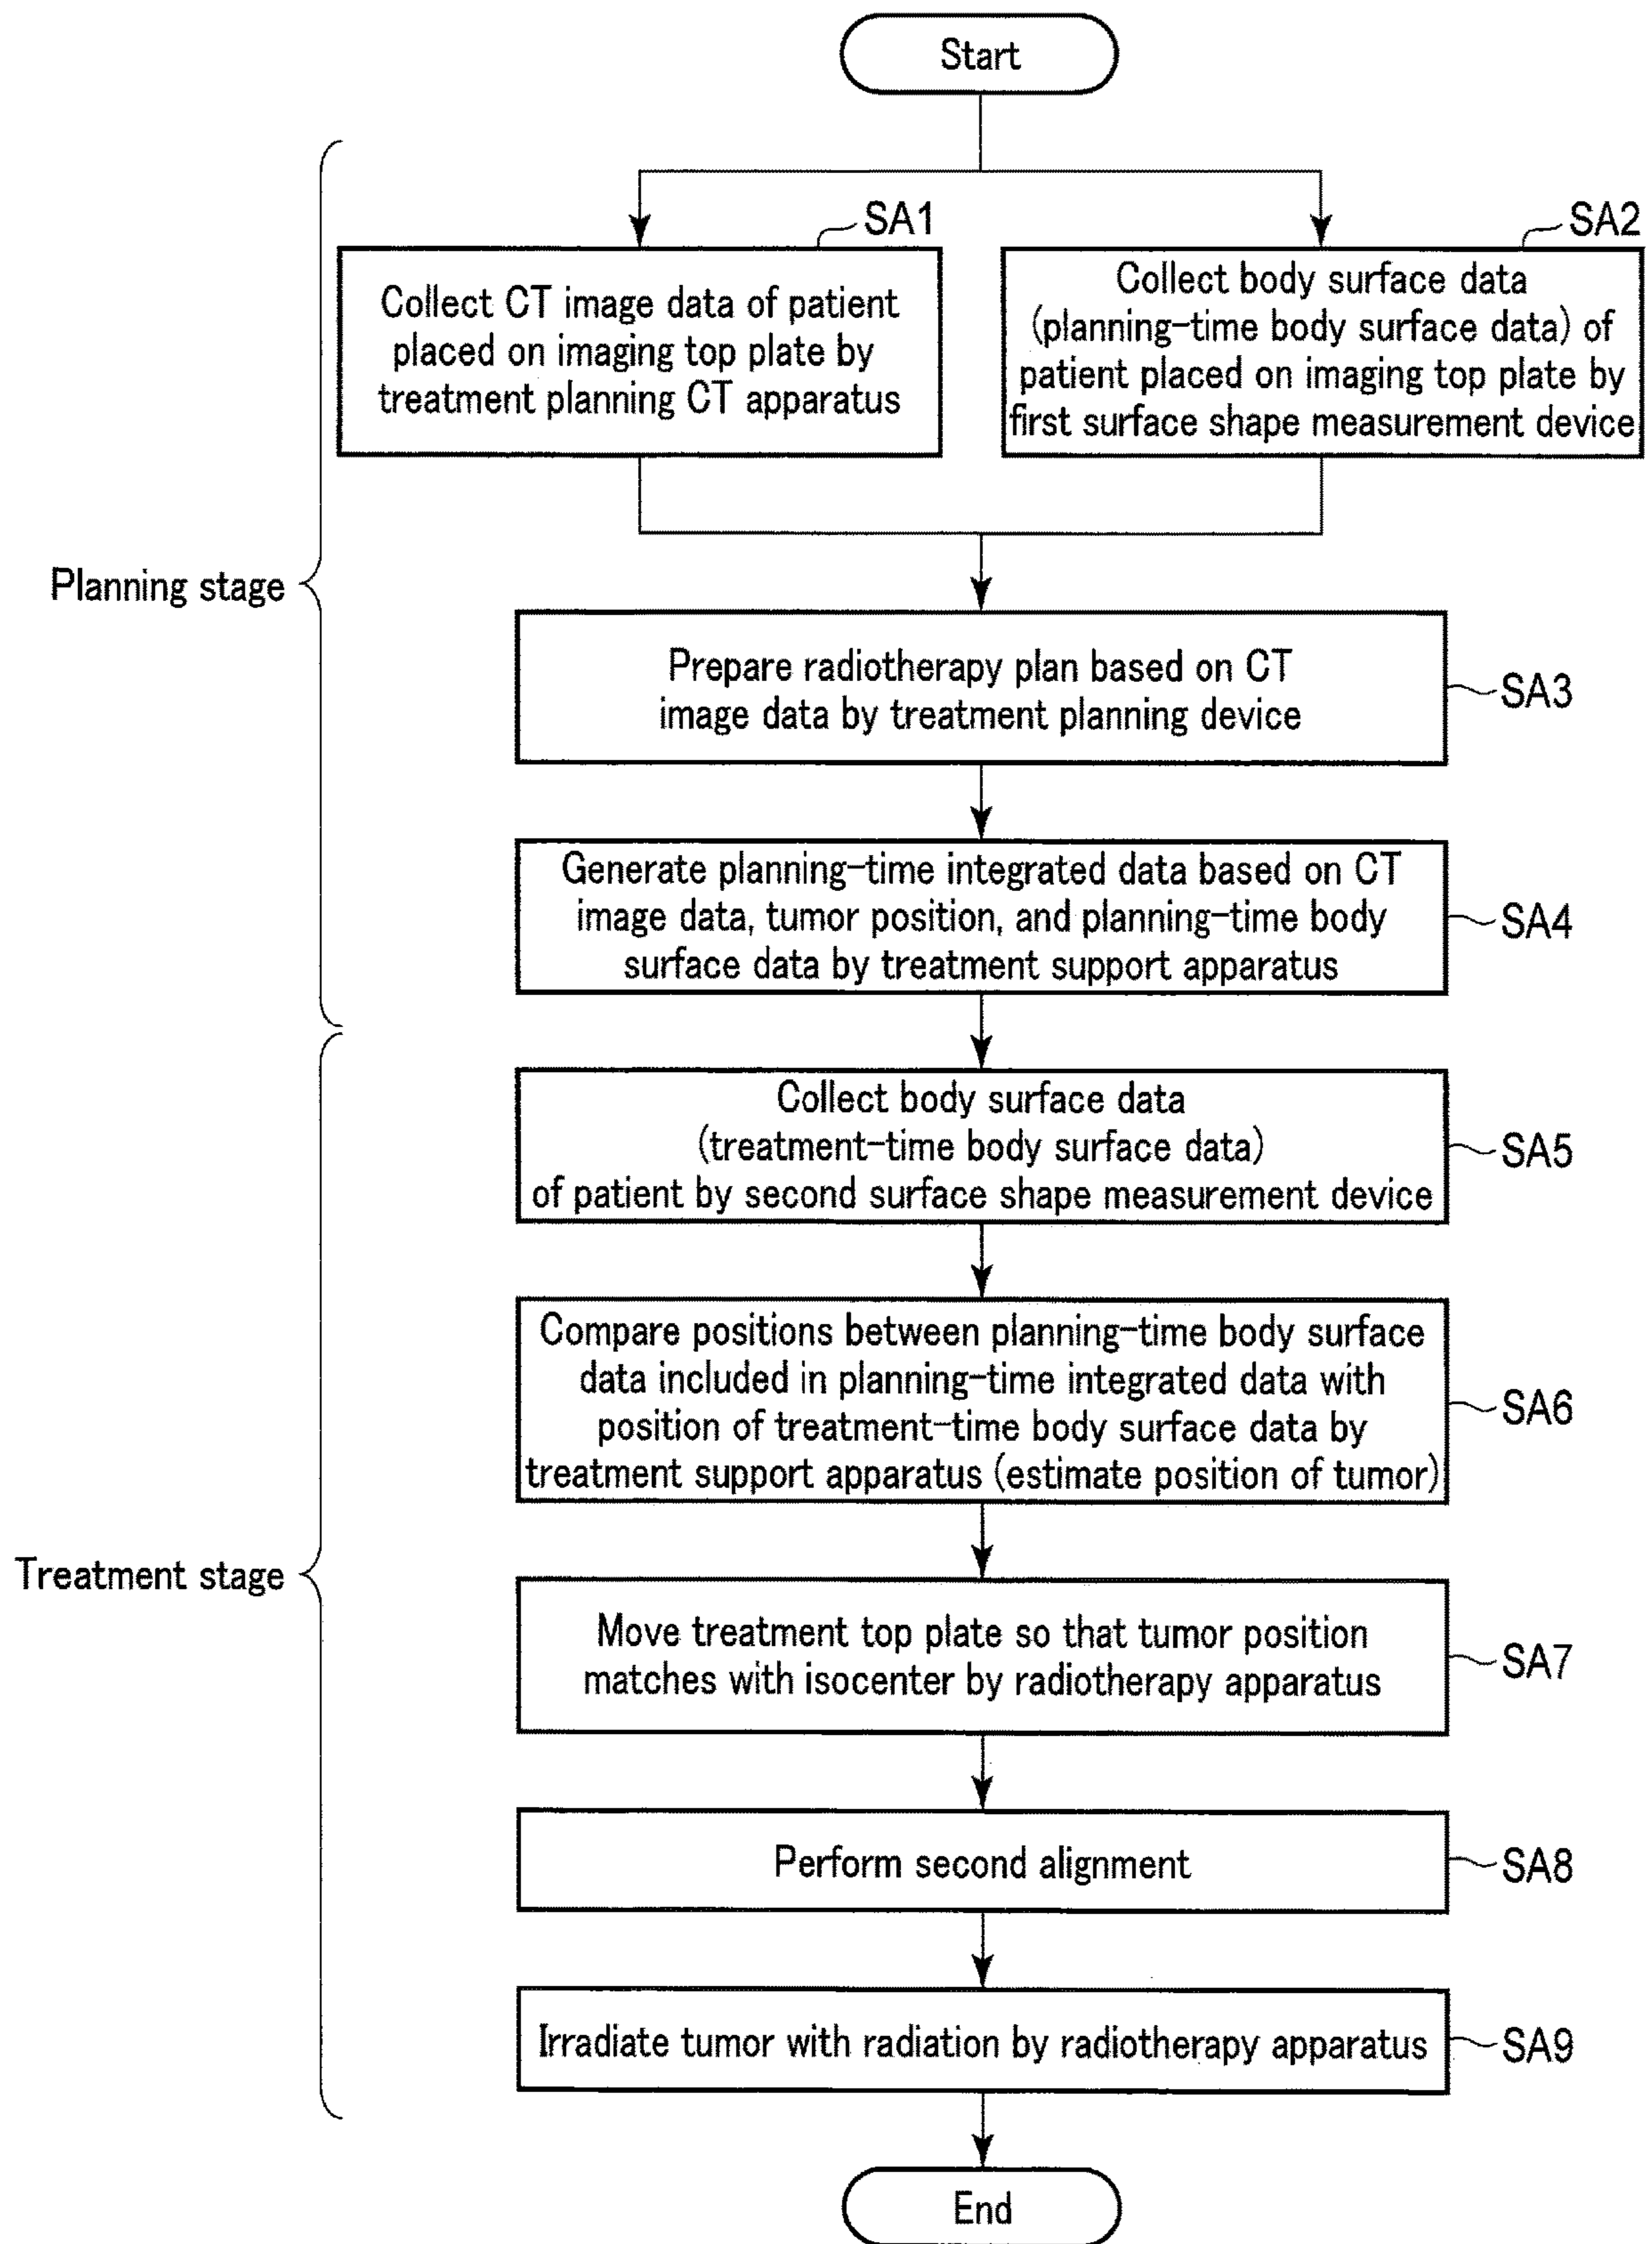 Start
SA1
Collect CT image data of patient
placed on imaging top plate by
treatment planning CT apparatus
SA2
Collect body surface data
(planning-time body surface data) of
patient placed on imaging top plate by
first surface shape measurement device
Planning stage
Prepare radiotherapy plan based on CT
image data by treatment planning device
SA3
Generate planning-time integrated data based on CT
image data, tumor position, and planning-time body
surface data by treatment support apparatus
SA4
Collect body surface data
(treatment-time body surface data)
of patient by second surface shape measurement device
SA5
Compare positions between planning-time body surface
data included in planning-time integrated data with
position of treatment-time body surface data by
treatment support apparatus (estimate position of tumor)
SA6
Treatment stage
Move treatment top plate so that tumor position
matches with isocenter by radiotherapy apparatus
SA7
Perform second alignment
SA8
Irradiate tumor with radiation by radiotherapy apparatus
SA9
End